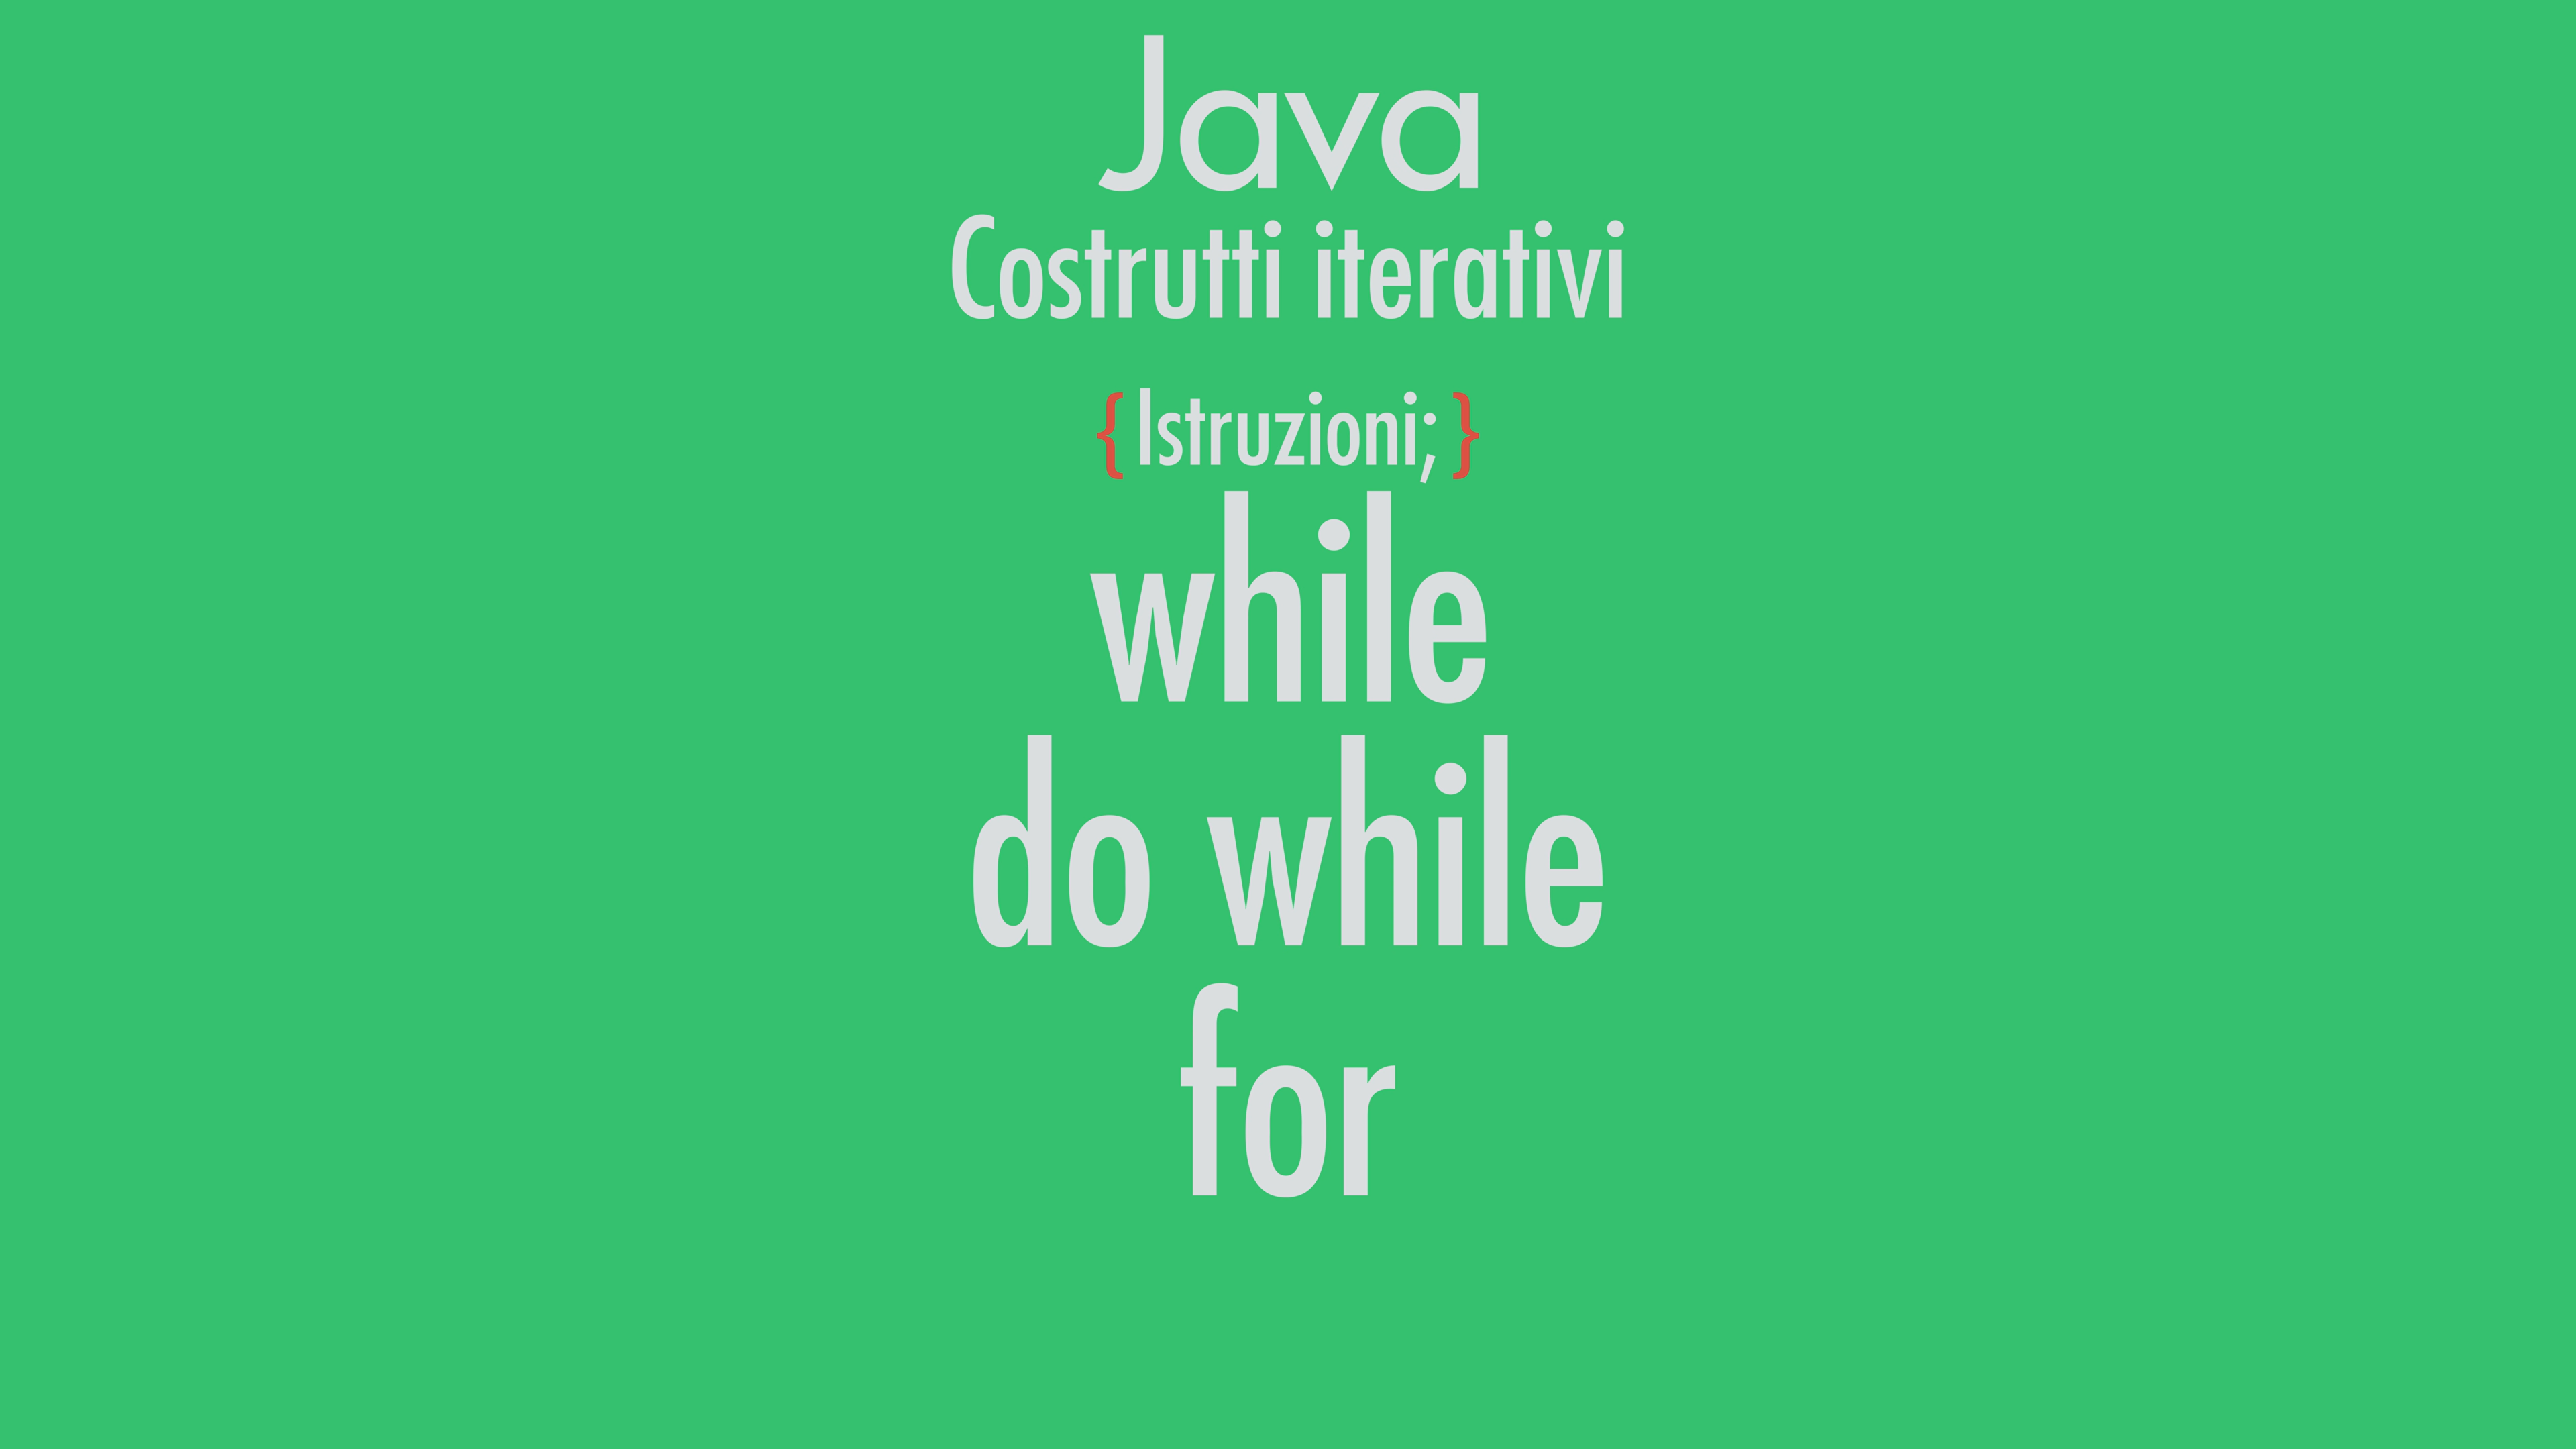 Java
Costrutti iterativi
{ Istruzioni; }
while
do while
for